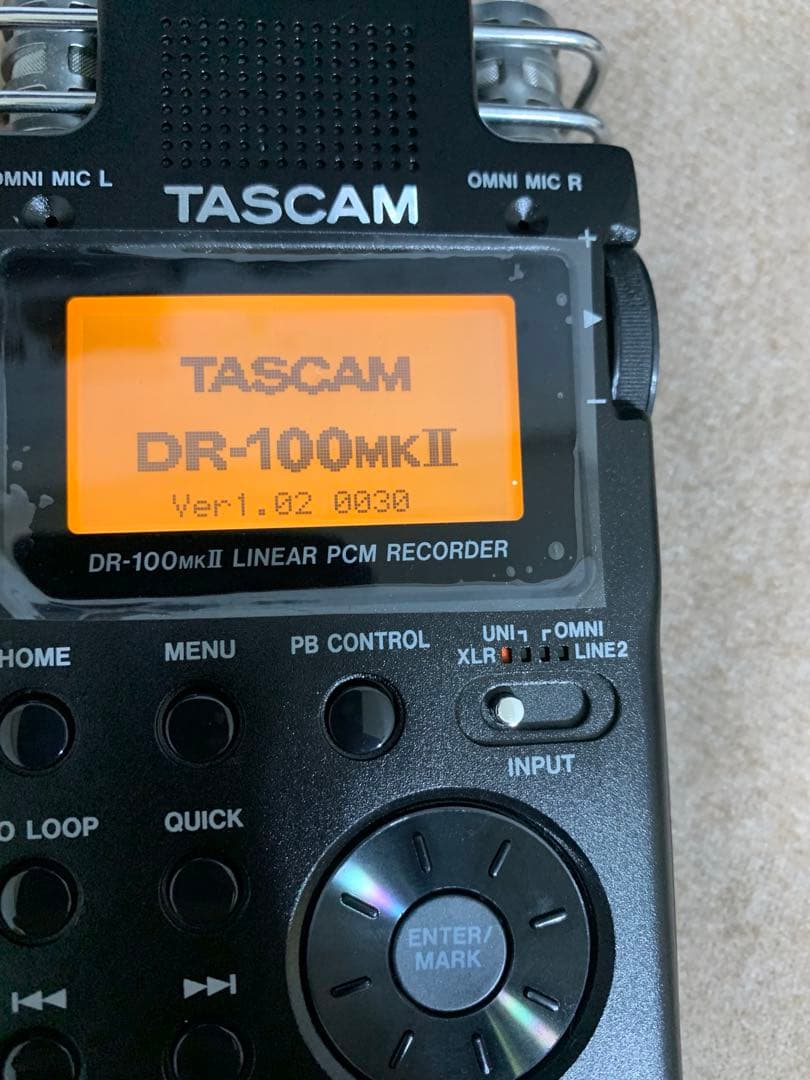 OMNI MIC L
OMNI MIC R
TASCAM
+
TASCAM
DR-100MKII
Ver1.02 0030
−
DR-100MKII LINEAR PCM RECORDER
HOME
MENU
PB CONTROL
UNI
OMNI
XLR
LINE2
INPUT
O LOOP
QUICK
ENTER/
MARK